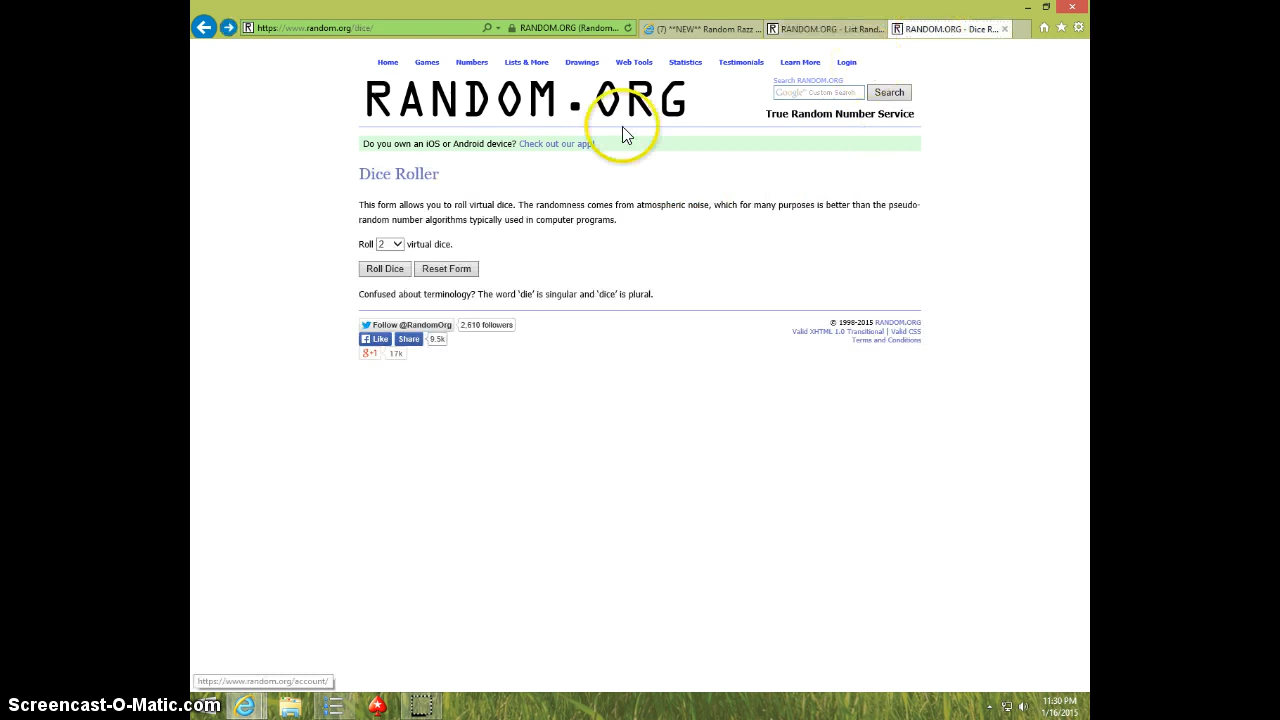 https://www.random.org/dice/
RANDOM.ORG (Random...
(7) **NEW** Random Razz ...
RANDOM.ORG - List Rand...
RANDOM.ORG - Dice R...
Home Games Numbers Lists & More Drawings Web Tools Statistics Testimonials Learn More Login
RANDOM.ORG
Search RANDOM.ORG
Google™ Custom Search
Search
True Random Number Service
Do you own an iOS or Android device? Check out our app!
Dice Roller
This form allows you to roll virtual dice. The randomness comes from atmospheric noise, which for many purposes is better than the pseudo-
random number algorithms typically used in computer programs.
Roll 2 virtual dice.
Roll Dice Reset Form
Confused about terminology? The word 'die' is singular and 'dice' is plural.
Follow @RandomOrg 2,610 followers
Like Share 9.5k
g+1 17k
© 1998-2015 RANDOM.ORG
Valid XHTML 1.0 Transitional | Valid CSS
Terms and Conditions
https://www.random.org/account/
Screencast-O-Matic.com
11:30 PM
1/16/2015